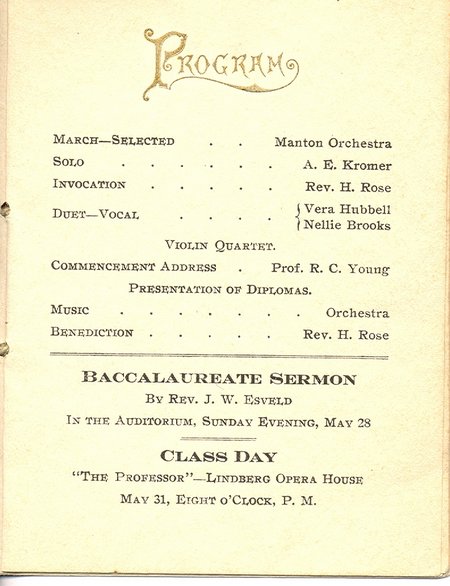 Program
March—Selected . . Manton Orchestra
Solo . . . . . . A. E. Kromer
Invocation . . . . . Rev. H. Rose
Duet—Vocal . . . . { Vera Hubbell
{ Nellie Brooks
Violin Quartet.
Commencement Address . Prof. R. C. Young
Presentation of Diplomas.
Music . . . . . . . Orchestra
Benediction . . . . . Rev. H. Rose
Baccalaureate Sermon
By Rev. J. W. Esveld
In the Auditorium, Sunday Evening, May 28
Class Day
"The Professor"—Lindberg Opera House
May 31, Eight o'Clock, P. M.